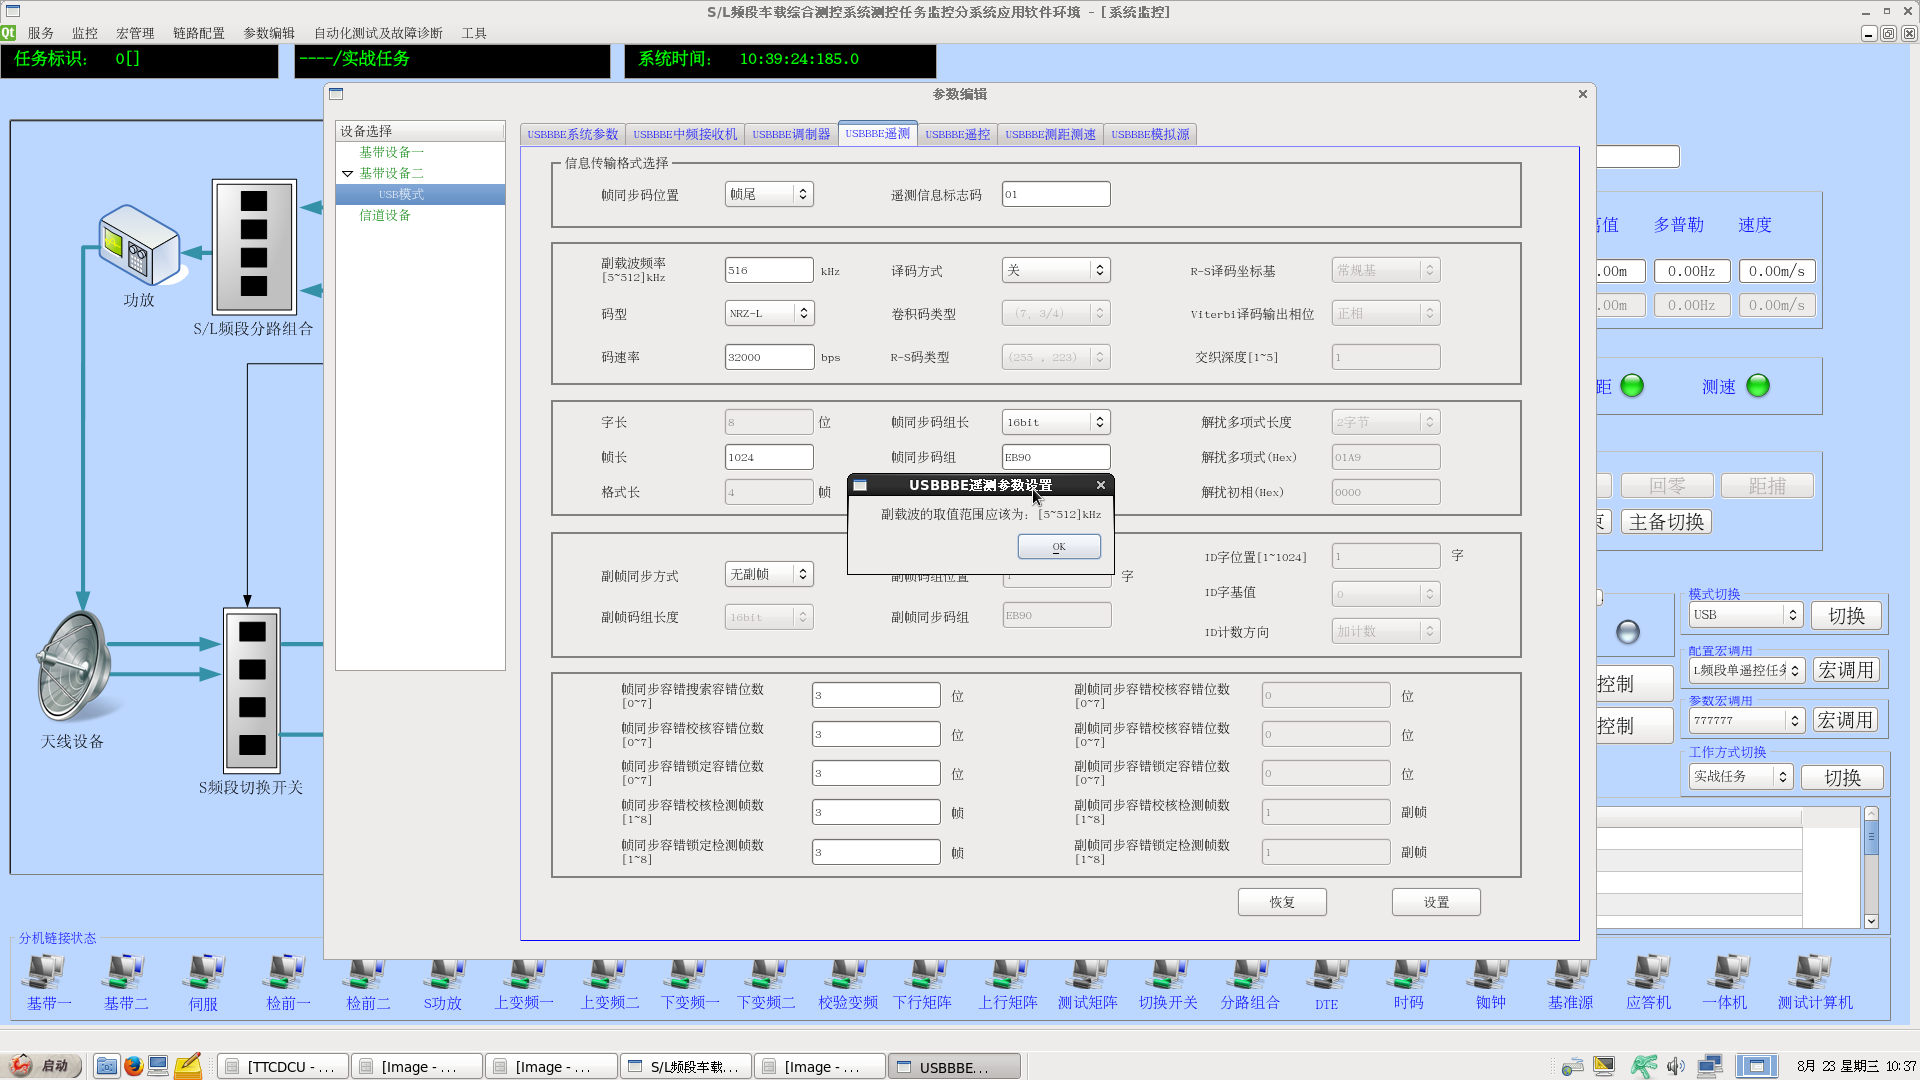 S/L频段车载综合测控系统测控任务监控分系统应用软件环境 - [系统监控]
服务 监控 宏管理 链路配置 参数编辑 自动化测试及故障诊断 工具
任务标识: 0[]
----/实战任务
系统时间: 10:39:24:185.0
参数编辑
设备选择
基带设备一
基带设备二
USB模式
信道设备
USBBBE系统参数 USBBBE中频接收机 USBBBE调制器 USBBBE遥测 USBBBE遥控 USBBBE测距测速 USBBBE模拟源
信息传输格式选择
帧同步码位置 帧尾 遥测信息标志码 01
副载波频率 [5~512]kHz 516 kHz 译码方式 关 R-S译码坐标基 常规基
码型 NRZ-L 卷积码类型 (7, 3/4) Viterbi译码输出相位 正相
码速率 32000 bps R-S码类型 (255 , 223) 交织深度[1~5] 1
字长 8 位 帧同步码组长 16bit 解扰多项式长度 2字节
帧长 1024 帧同步码组 EB90 解扰多项式(Hex) 01A9
格式长 4 帧 解扰初相(Hex) 0000
USBBBE遥测参数设置
副载波的取值范围应该为: [5~512]kHz
OK
副帧同步方式 无副帧 副帧码组位置 1 字 ID字位置[1~1024] 1 字
ID字基值 0
副帧码组长度 16bit 副帧同步码组 EB90
ID计数方向 加计数
帧同步容错搜索容错位数 [0~7] 3 位 副帧同步容错校核容错位数 [0~7] 0 位
帧同步容错校核容错位数 [0~7] 3 位 副帧同步容错校核容错位数 [0~7] 0 位
帧同步容错锁定容错位数 [0~7] 3 位 副帧同步容错锁定容错位数 [0~7] 0 位
帧同步容错校核检测帧数 [1~8] 3 帧 副帧同步容错校核检测帧数 [1~8] 1 副帧
帧同步容错锁定检测帧数 [1~8] 3 帧 副帧同步容错锁定检测帧数 [1~8] 1 副帧
恢复 设置
功放
S/L频段分路组合
天线设备
S频段切换开关
值 多普勒 速度
.00m 0.00Hz 0.00m/s
.00m 0.00Hz 0.00m/s
距 测速
回零 距捕
主备切换
模式切换
USB 切换
配置宏调用
L频段单遥控任务 宏调用
控制
参数宏调用
777777 宏调用
控制
工作方式切换
实战任务 切换
分机链接状态
基带一 基带二 伺服 检前一 检前二 S功放 上变频一 上变频二 下变频一 下变频二 校验变频 下行矩阵 上行矩阵 测试矩阵 切换开关 分路组合 DTE 时码 铷钟 基准源 应答机 一体机 测试计算机
启动 [TTCDCU - ... [Image - ... [Image - ... S/L频段车载... [Image - ... USBBBE... 8月 23 星期三 10:37